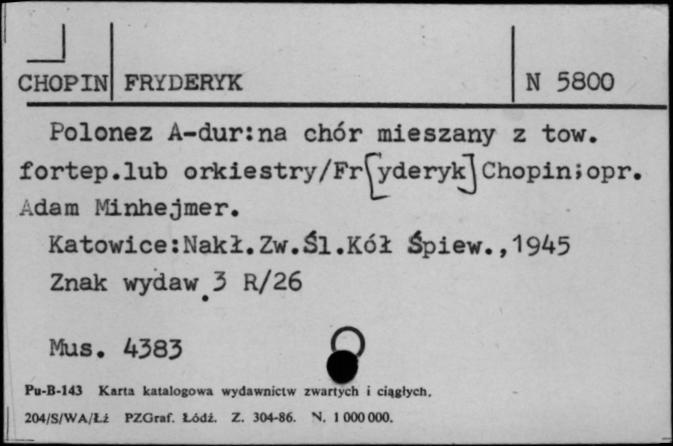 CHOPIN FRYDERYK N 5800
Polonez A-dur:na chór mieszany z tow.
fortep.lub orkiestry/Fr[yderyk]Chopin;opr.
Adam Minhejmer.
Katowice:Nakł.Zw.Śl.Kół Śpiew.,1945
Znak wydaw. 3 R/26
Mus. 4383
Pu-B-143 Karta katalogowa wydawnictw zwartych i ciągłych.
204/S/WA/Łż PZGraf. Łódź. Z. 304-86. N. 1 000 000.